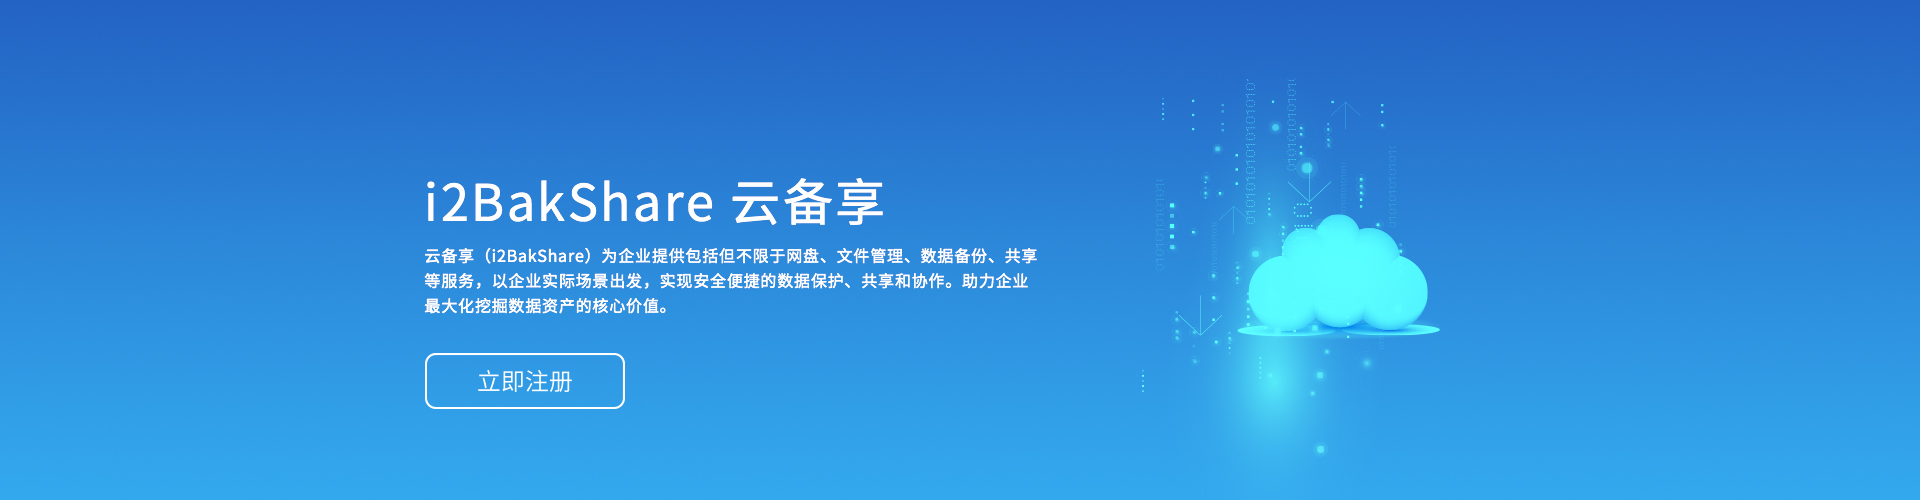 i2BakShare 云备享
云备享（i2BakShare）为企业提供包括但不限于网盘、文件管理、数据备份、共享
等服务，以企业实际场景出发，实现安全便捷的数据保护、共享和协作。助力企业
最大化挖掘数据资产的核心价值。
立即注册